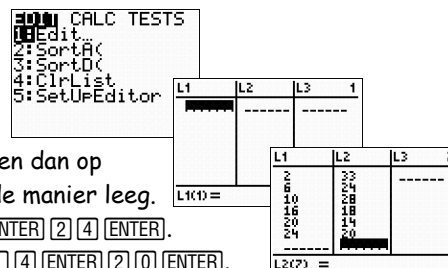 EDIT CALC TESTS
1:Edit…
2:SortA(
3:SortD(
4:ClrList
5:SetUpEditor
L1 L2 L3 1
------ ------
L1(1) =
en dan op
le manier leeg.
NTER 2 4 ENTER.
4 ENTER 2 0 ENTER.
L1 L2 L3
2 33 ------
6 24
10 28
16 18
20 14
24 20
------
L2(7) =